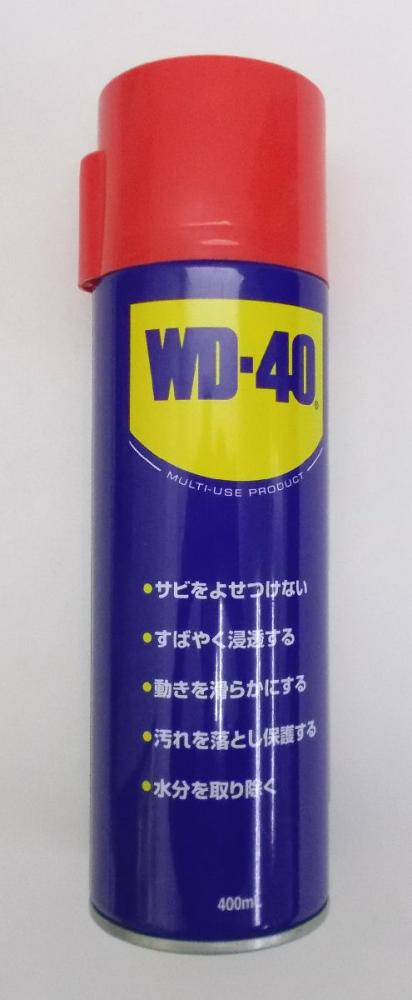 WD-40®
MULTI-USE PRODUCT
•サビをよせつけない
•すばやく浸透する
•動きを滑らかにする
•汚れを落とし保護する
•水分を取り除く
400mL